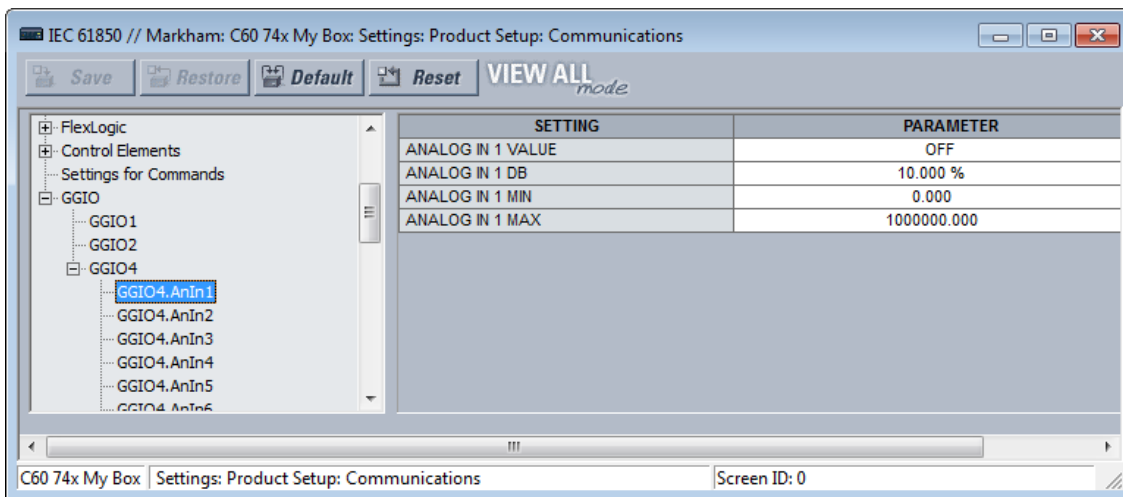 IEC 61850 // Markham: C60 74x My Box: Settings: Product Setup: Communications
Save Restore Default Reset VIEW ALL mode
FlexLogic
Control Elements
Settings for Commands
GGIO
GGIO1
GGIO2
GGIO4
GGIO4.AnIn1
GGIO4.AnIn2
GGIO4.AnIn3
GGIO4.AnIn4
GGIO4.AnIn5
GGIO4.AnIn6
SETTING PARAMETER
ANALOG IN 1 VALUE OFF
ANALOG IN 1 DB 10.000 %
ANALOG IN 1 MIN 0.000
ANALOG IN 1 MAX 1000000.000
C60 74x My Box Settings: Product Setup: Communications Screen ID: 0